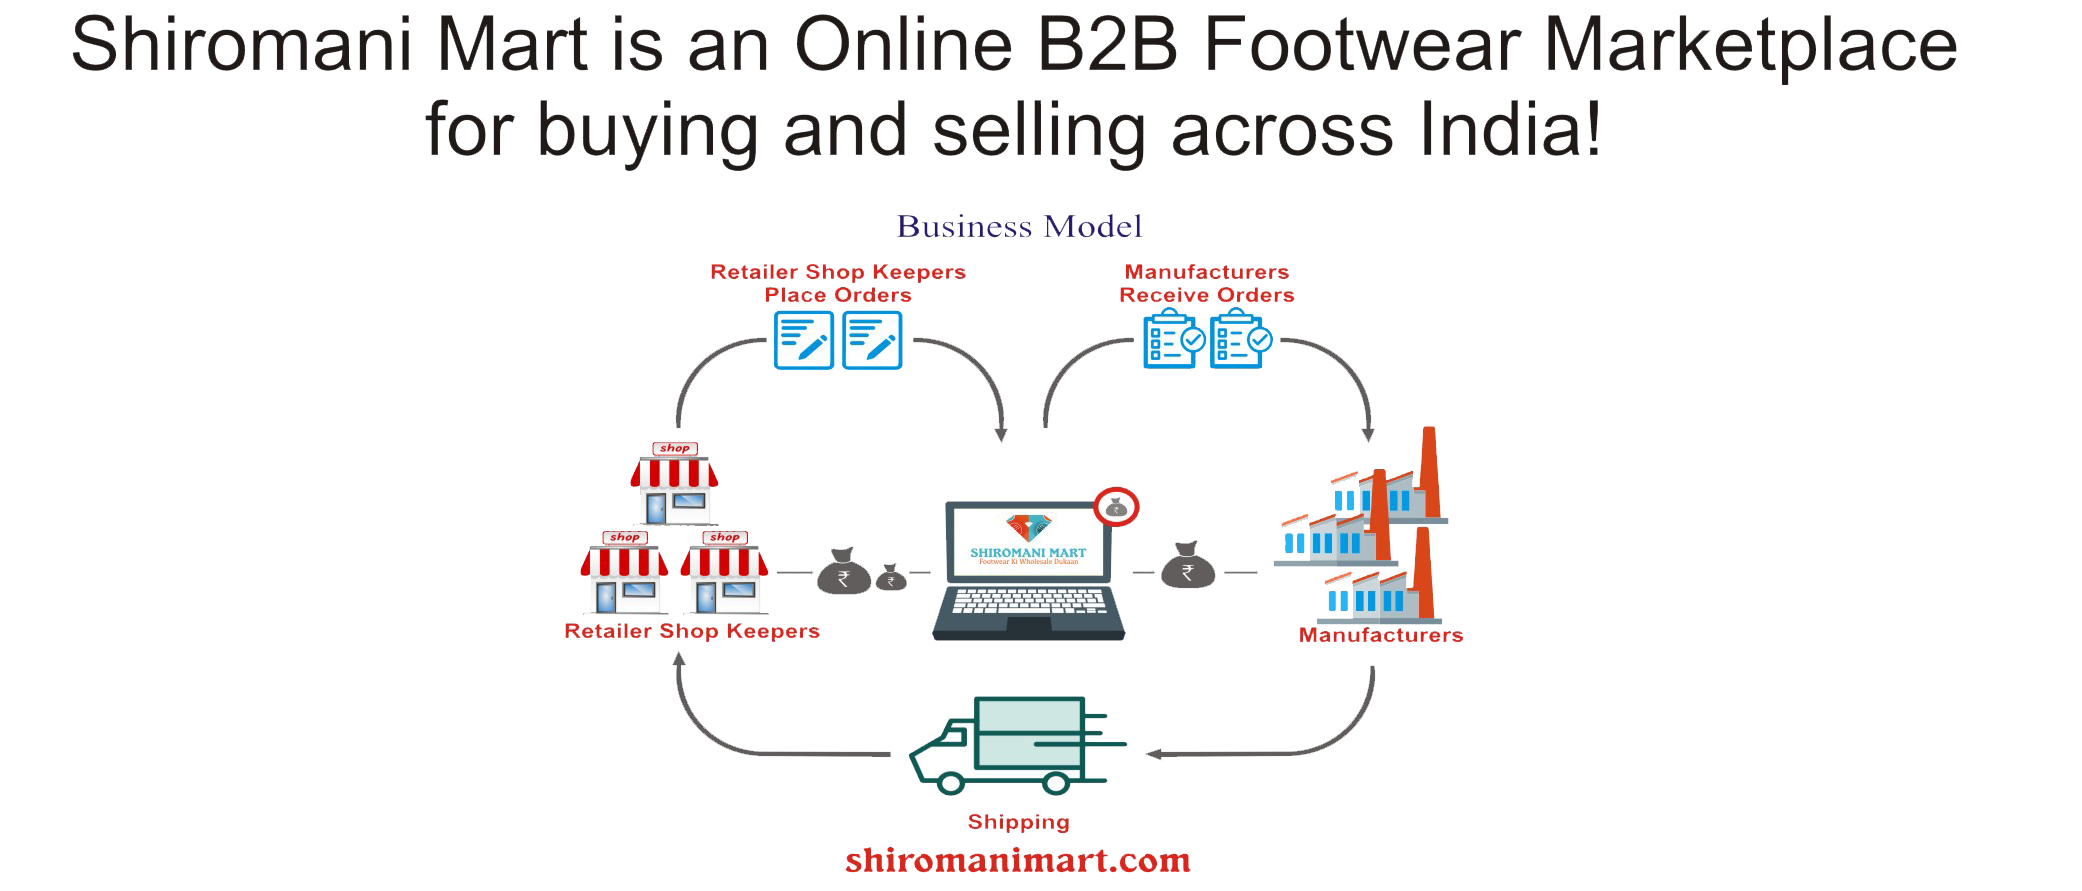 Shiromani Mart is an Online B2B Footwear Marketplace
for buying and selling across India!
Business Model
Retailer Shop Keepers
Place Orders
Manufacturers
Receive Orders
shop
shop
shop
₹
₹
SHIROMANI MART
Footwear Ki Wholesale Dukaan
₹
₹
Retailer Shop Keepers
Manufacturers
Shipping
shiromanimart.com